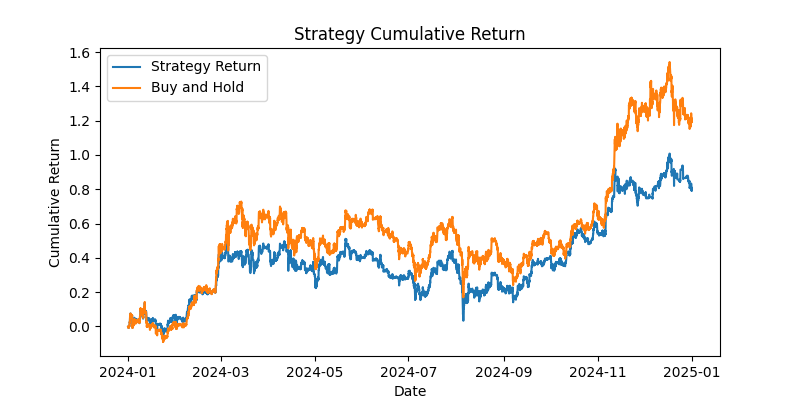 Strategy Cumulative Return
Strategy Return
Buy and Hold
Cumulative Return
1.6
1.4
1.2
1.0
0.8
0.6
0.4
0.2
0.0
2024-01 2024-03 2024-05 2024-07 2024-09 2024-11 2025-01
Date